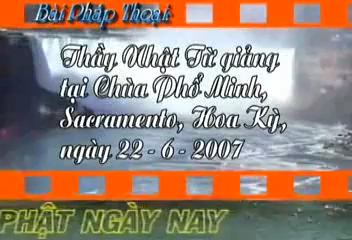 Bài Pháp Thoại
Thầy Nhật Từ giảng
tại Chùa Phổ Minh,
Sacramento, Hoa Kỳ,
ngày 22 - 6 - 2007
PHẬT NGÀY NAY